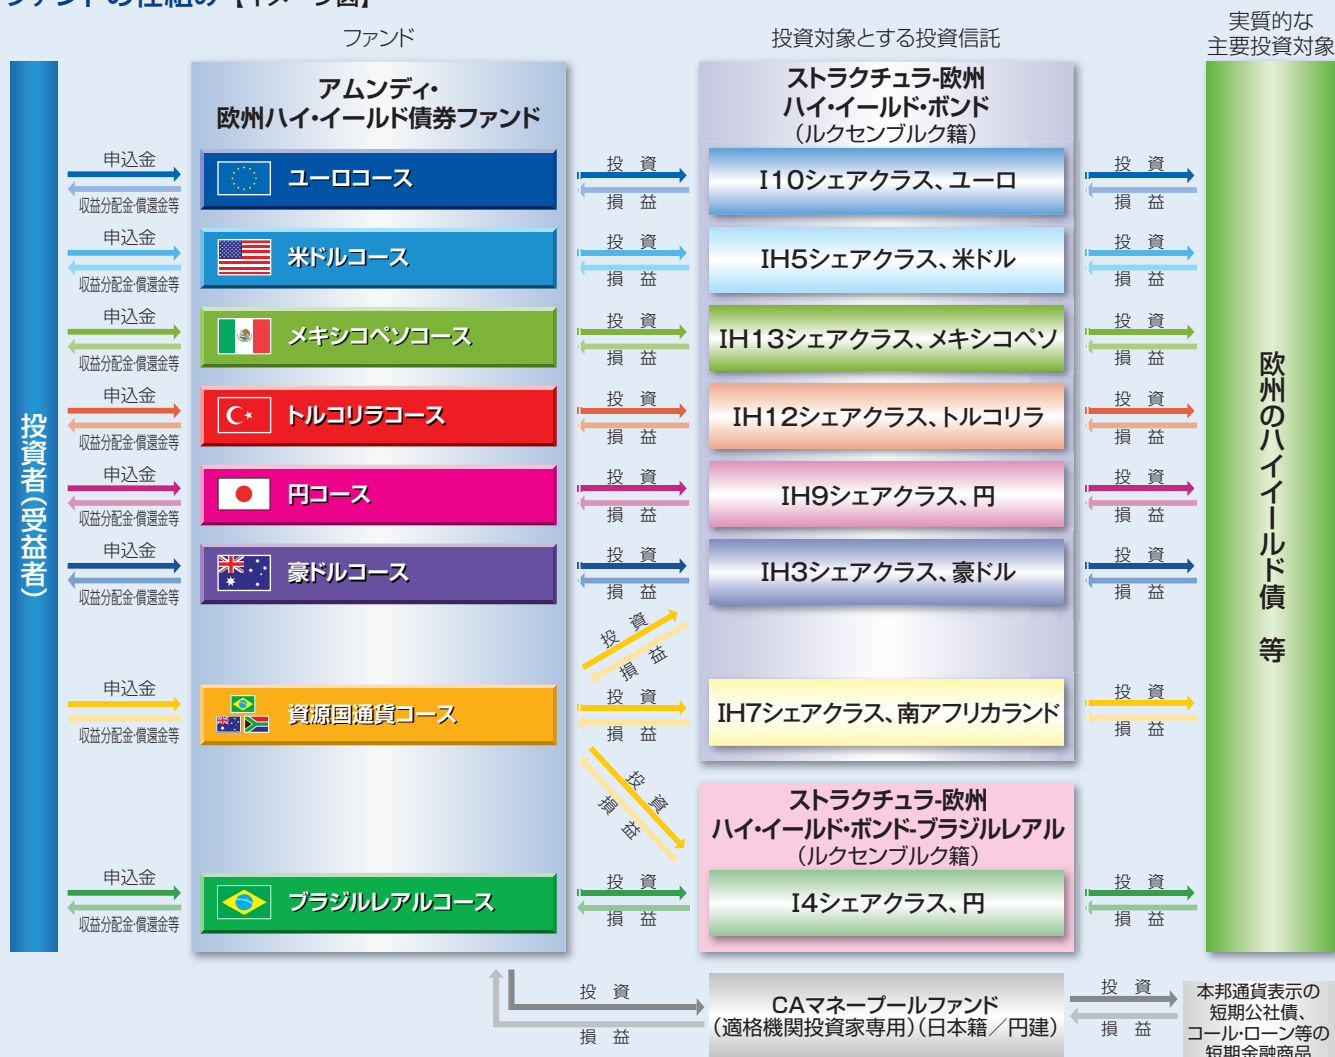 ファンドの仕組み【イメージ図】
ファンド
投資対象とする投資信託
実質的な
主要投資対象
投資者(受益者)
アムンディ・
欧州ハイ・イールド債券ファンド
ストラクチュラ-欧州
ハイ・イールド・ボンド
(ルクセンブルク籍)
欧州のハイイールド債 等
申込金
収益分配金・償還金等
ユーロコース
投 資
損 益
I10シェアクラス、ユーロ
投 資
損 益
申込金
収益分配金・償還金等
米ドルコース
投 資
損 益
IH5シェアクラス、米ドル
投 資
損 益
申込金
収益分配金・償還金等
メキシコペソコース
投 資
損 益
IH13シェアクラス、メキシコペソ
投 資
損 益
申込金
収益分配金・償還金等
トルコリラコース
投 資
損 益
IH12シェアクラス、トルコリラ
投 資
損 益
申込金
収益分配金・償還金等
円コース
投 資
損 益
IH9シェアクラス、円
投 資
損 益
申込金
収益分配金・償還金等
豪ドルコース
投 資
損 益
IH3シェアクラス、豪ドル
投 資
損 益
投 資
損 益
申込金
収益分配金・償還金等
資源国通貨コース
投 資
損 益
IH7シェアクラス、南アフリカランド
投 資
損 益
投 資
損 益
ストラクチュラ-欧州
ハイ・イールド・ボンド-ブラジルレアル
(ルクセンブルク籍)
申込金
収益分配金・償還金等
ブラジルレアルコース
投 資
損 益
I4シェアクラス、円
投 資
損 益
投 資
損 益
CAマネープールファンド
(適格機関投資家専用)(日本籍/円建)
投 資
損 益
本邦通貨表示の
短期公社債、
コール・ローン等の
短期金融商品